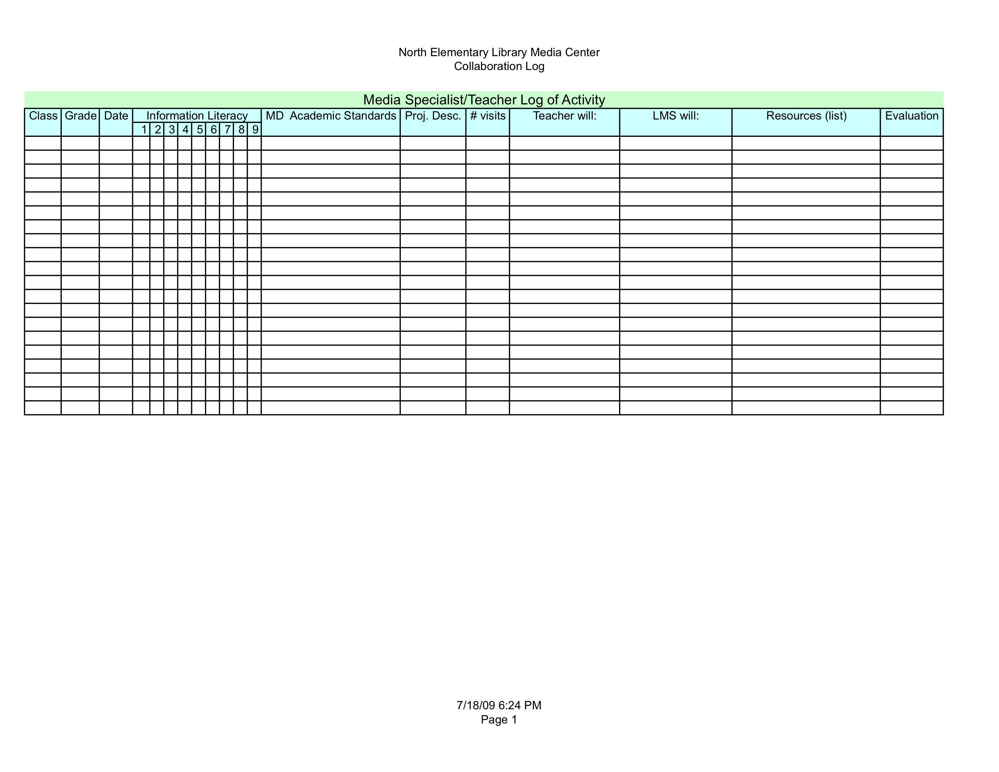 North Elementary Library Media Center
Collaboration Log
Media Specialist/Teacher Log of Activity
Class Grade Date Information Literacy MD  Academic Standards Proj. Desc. # visits Teacher will: LMS will: Resources (list) Evaluation
1 2 3 4 5 6 7 8 9
7/18/09 6:24 PM
Page 1